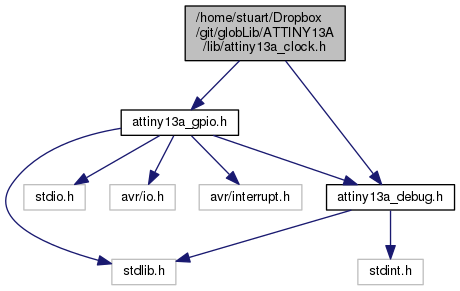 /home/stuart/Dropbox
/git/globLib/ATTINY13A
/lib/attiny13a_clock.h
attiny13a_gpio.h
stdio.h
avr/io.h
avr/interrupt.h
attiny13a_debug.h
stdlib.h
stdint.h